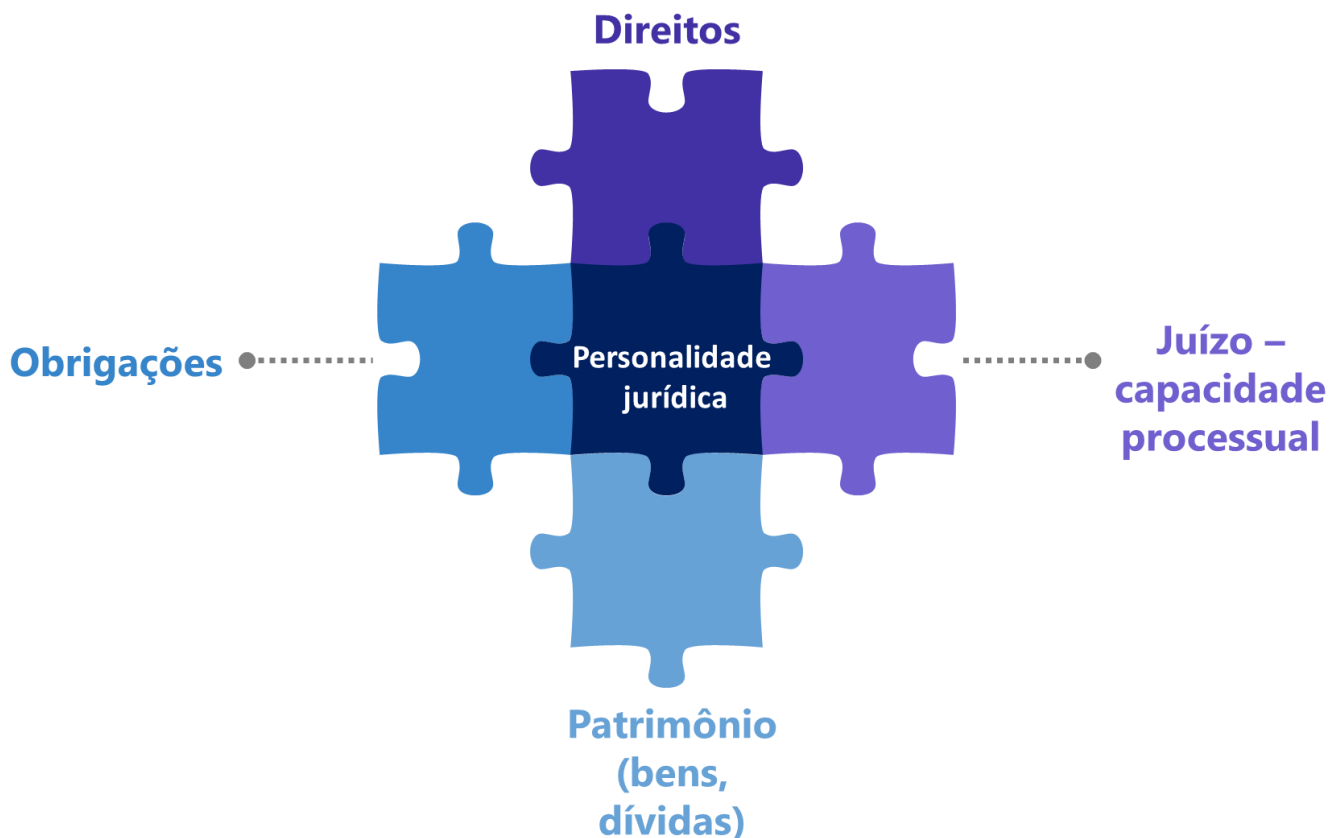 Direitos
Obrigações
Personalidade
jurídica
Juízo –
capacidade
processual
Patrimônio
(bens,
dívidas)